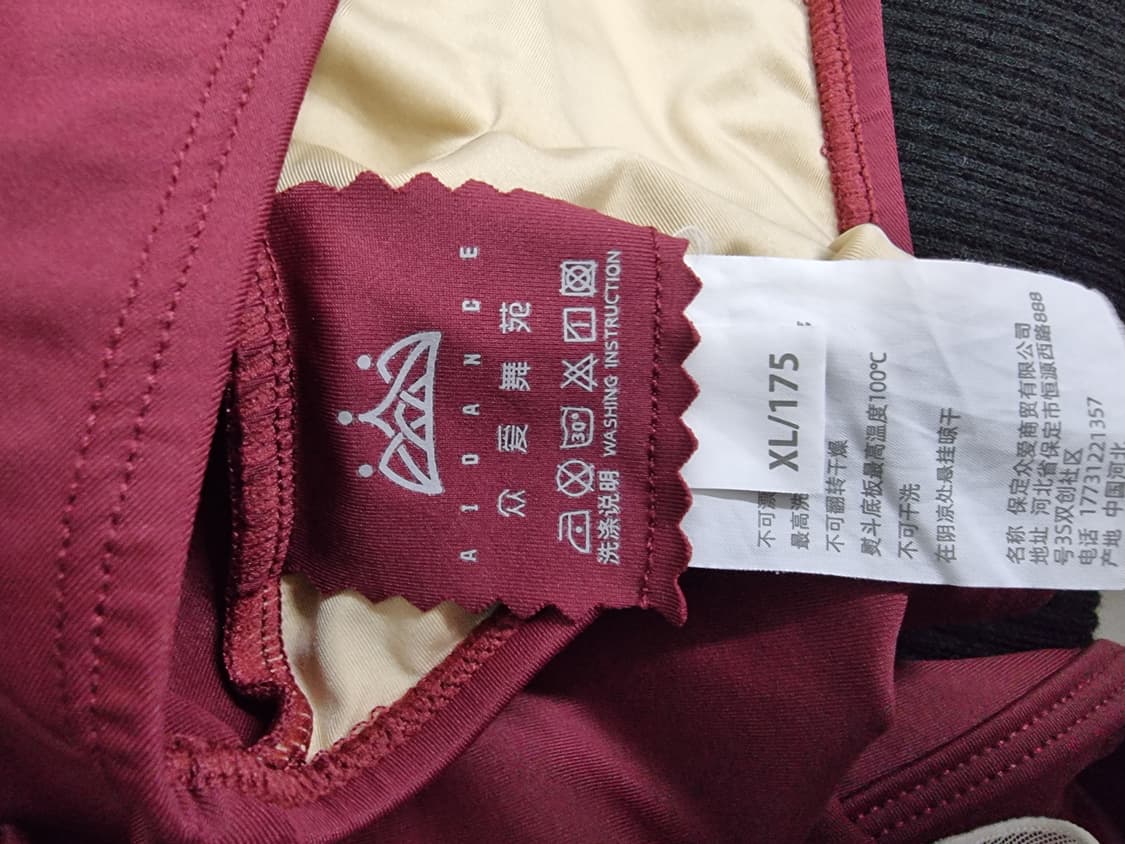 AIDANCE
众爱舞苑
30°
洗涤说明 WASHING INSTRUCTION
XL/175
不可漂
最高洗
不可翻转干燥
熨斗底板最高温度100℃
不可干洗
在阴凉处悬挂晾干
名称 保定众爱商贸有限公司
地址 河北省保定市恒源西路888
号3S双创社区
电话 17731221357
产地 中国河北